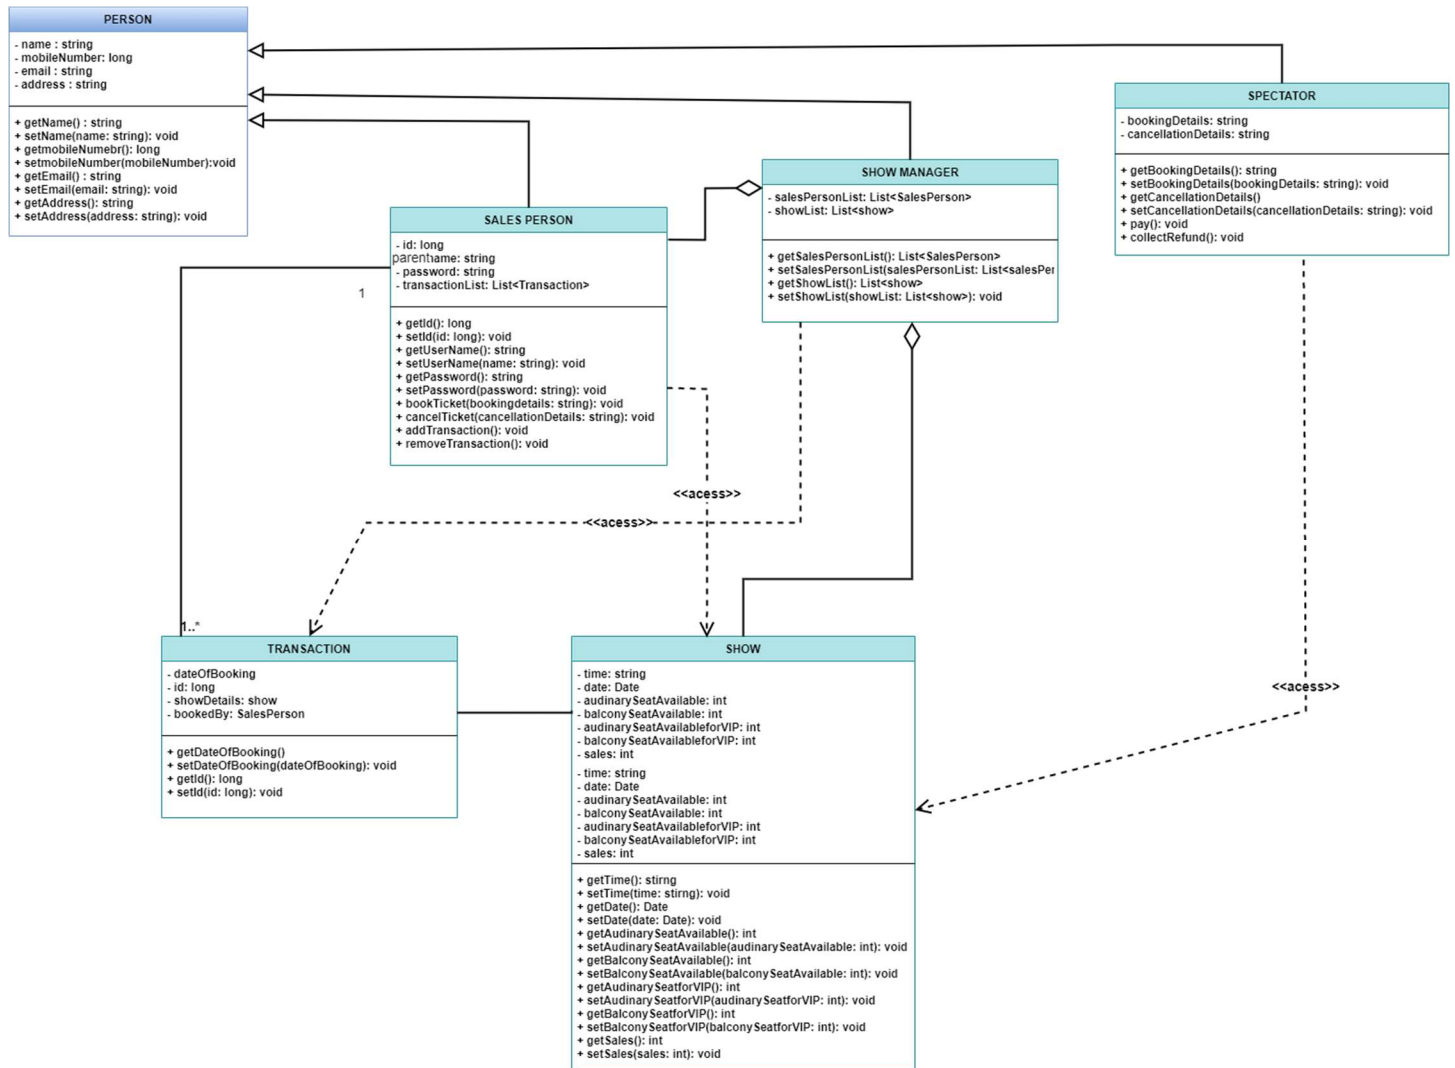 PERSON
- name : string
- mobileNumber: long
- email : string
- address : string
+ getName() : string
+ setName(name: string): void
+ getmobileNumebr(): long
+ setmobileNumber(mobileNumber):void
+ getEmail() : string
+ setEmail(email: string): void
+ getAddress(): string
+ setAddress(address: string): void
SPECTATOR
- bookingDetails: string
- cancellationDetails: string
+ getBookingDetails(): string
+ setBookingDetails(bookingDetails: string): void
+ getCancellationDetails()
+ setCancellationDetails(cancellationDetails: string): void
+ pay(): void
+ collectRefund(): void
SHOW MANAGER
- salesPersonList: List<SalesPerson>
- showList: List<show>
+ getSalesPersonList(): List<SalesPerson>
+ setSalesPersonList(salesPersonList: List<salesPer
+ getShowList(): List<show>
+ setShowList(showList: List<show>): void
SALES PERSON
- id: long
parentname: string
- password: string
- transactionList: List<Transaction>
+ getId(): long
+ setId(id: long): void
+ getUserName(): string
+ setUserName(name: string): void
+ getPassword(): string
+ setPassword(password: string): void
+ bookTicket(bookingdetails: string): void
+ cancelTicket(cancellationDetails: string): void
+ addTransaction(): void
+ removeTransaction(): void
1
<<acess>>
<<acess>>
1..*
TRANSACTION
- dateOfBooking
- id: long
- showDetails: show
- bookedBy: SalesPerson
+ getDateOfBooking()
+ setDateOfBooking(dateOfBooking): void
+ getId(): long
+ setId(id: long): void
SHOW
- time: string
- date: Date
- audinarySeatAvailable: int
- balconySeatAvailable: int
- audinarySeatAvailableforVIP: int
- balconySeatAvailableforVIP: int
- sales: int
- time: string
- date: Date
- audinarySeatAvailable: int
- balconySeatAvailable: int
- audinarySeatAvailableforVIP: int
- balconySeatAvailableforVIP: int
- sales: int
+ getTime(): stirng
+ setTime(time: stirng): void
+ getDate(): Date
+ setDate(date: Date): void
+ getAudinarySeatAvailable(): int
+ setAudinarySeatAvailable(audinarySeatAvailable: int): void
+ getBalconySeatAvailable(): int
+ setBalconySeatAvailable(balconySeatAvailable: int): void
+ getAudinarySeatforVIP(): int
+ setAudinarySeatforVIP(audinarySeatforVIP: int): void
+ getBalconySeatforVIP(): int
+ setBalconySeatforVIP(balconySeatforVIP: int): void
+ getSales(): int
+ setSales(sales: int): void
<<acess>>